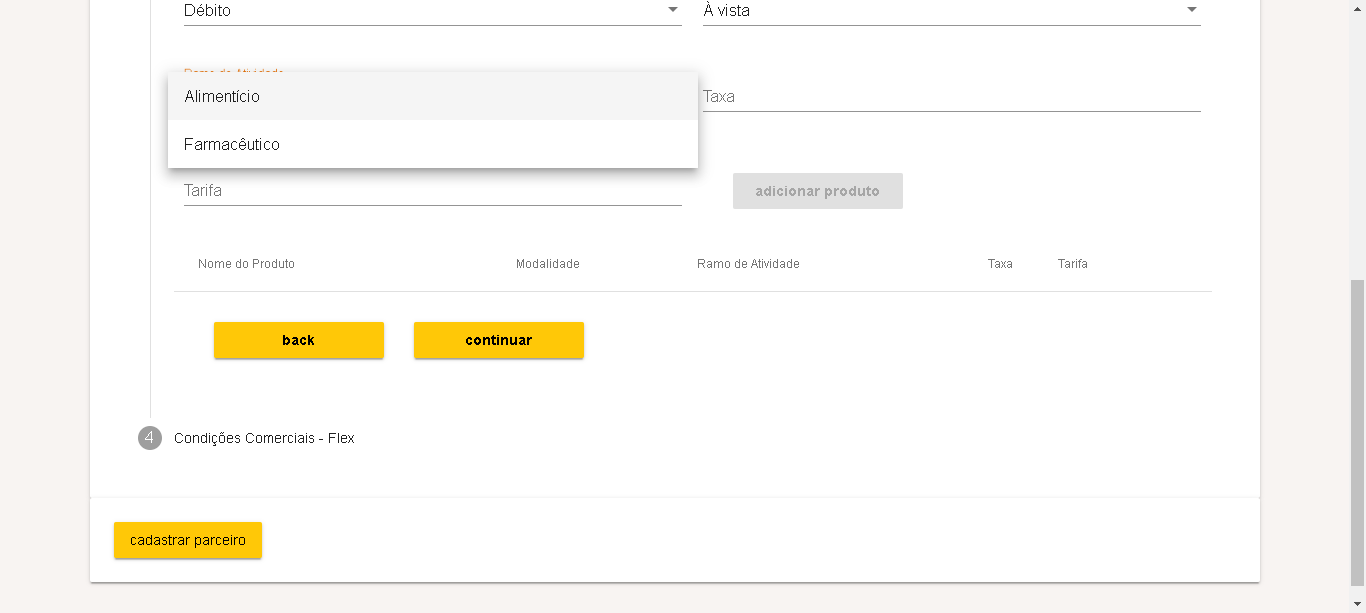 Débito
À vista
Ramo de Atividade
Alimentício
Taxa
Farmacêutico
Tarifa
adicionar produto
Nome do Produto
Modalidade
Ramo de Atividade
Taxa
Tarifa
back
continuar
4
Condições Comerciais - Flex
cadastrar parceiro